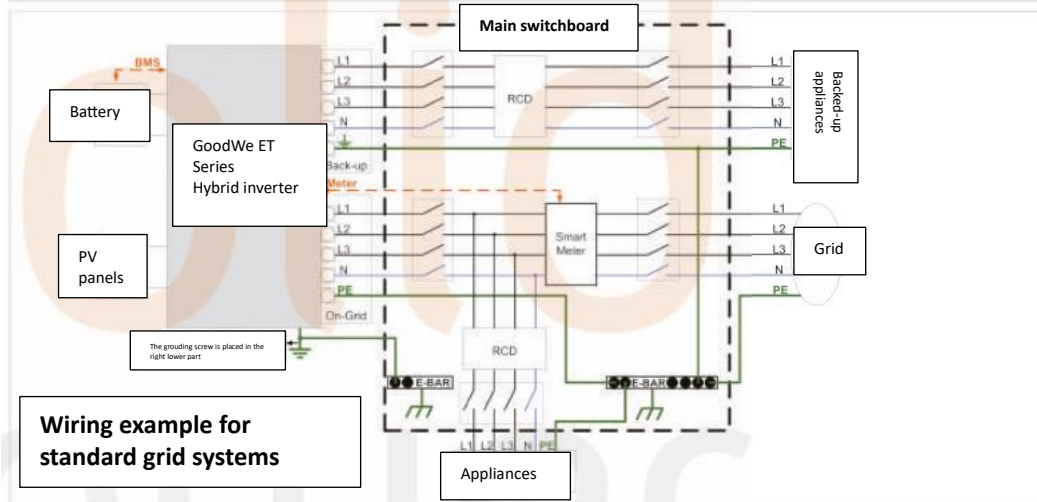 Main switchboard
BMS
Battery
GoodWe ET
Series
Hybrid inverter
PV
panels
L1
L2
L3
N
Back-up
RCD
L1
L2
L3
N
PE
Backed-up
appliances
Meter
L1
L2
L3
N
PE
On-Grid
Smart
Meter
L1
L2
L3
N
PE
Grid
The grouding screw is placed in the
right lower part
RCD
E-BAR
E-BAR
L1 L2 L3 N PE
Appliances
Wiring example for
standard grid systems